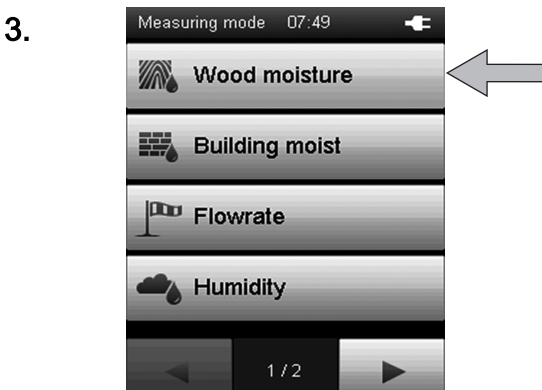 3.
Measuring mode 07:49
Wood moisture
Building moist
Flowrate
Humidity
1 / 2